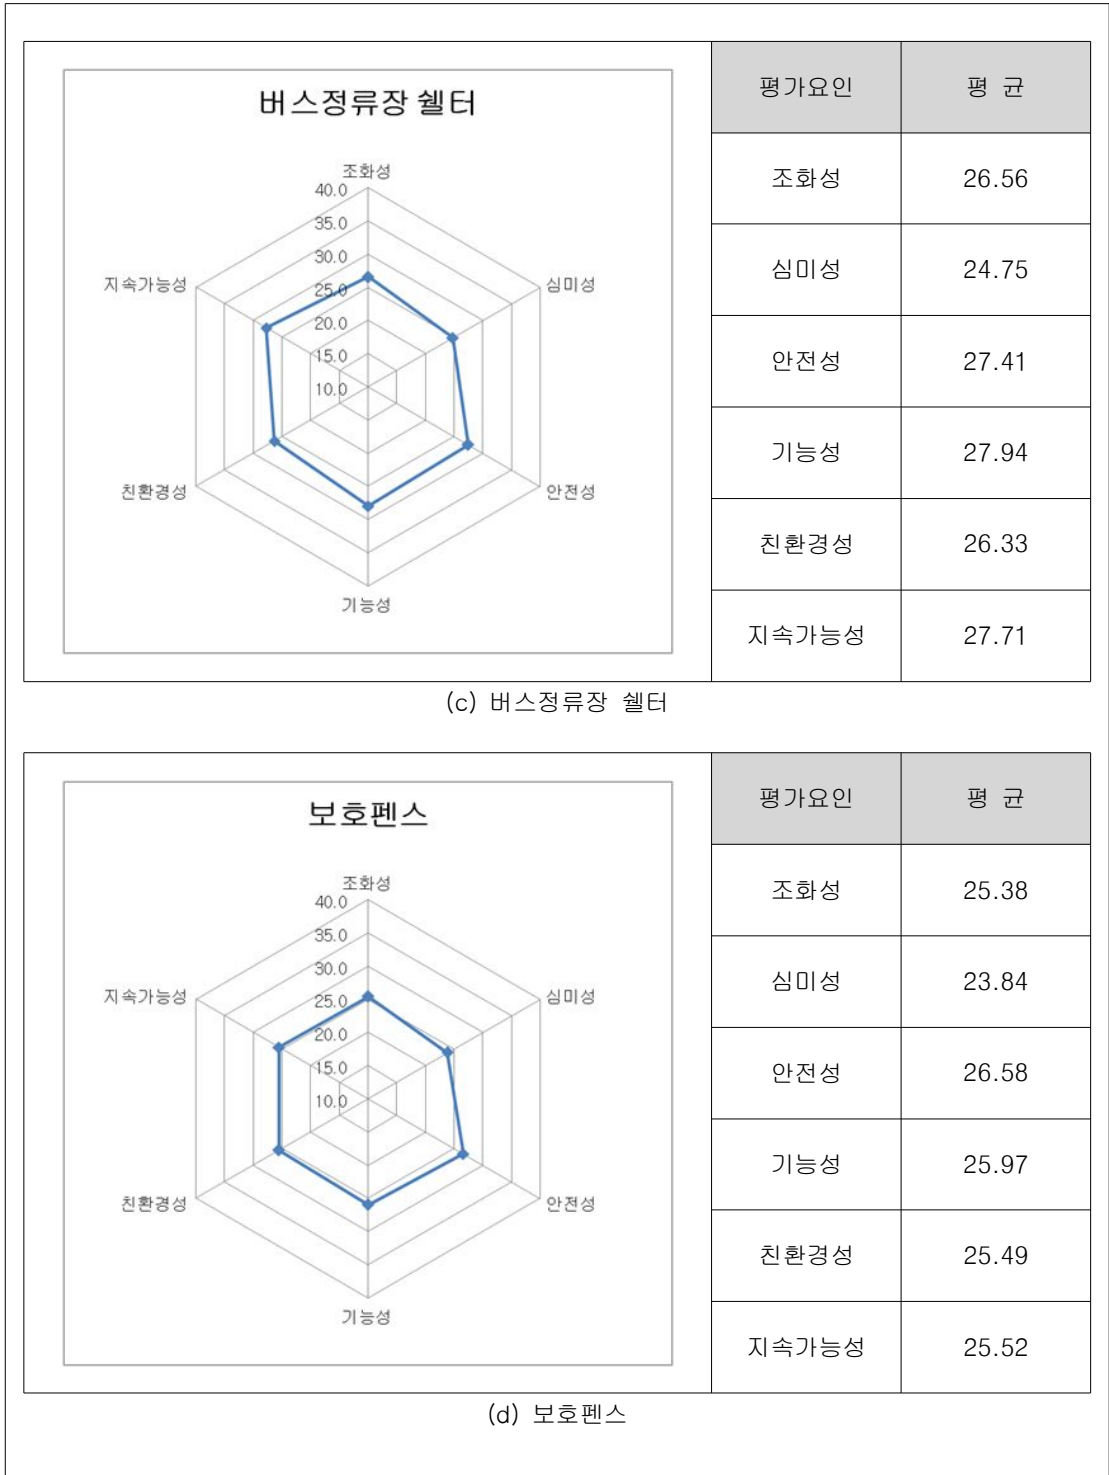 버스정류장 쉘터
조화성
40.0
35.0
30.0
25.0
20.0
15.0
10.0
심미성
안전성
기능성
친환경성
지속가능성
평가요인 평 균
조화성 26.56
심미성 24.75
안전성 27.41
기능성 27.94
친환경성 26.33
지속가능성 27.71
(c) 버스정류장 쉘터
보호펜스
조화성
40.0
35.0
30.0
25.0
20.0
15.0
10.0
심미성
안전성
기능성
친환경성
지속가능성
평가요인 평 균
조화성 25.38
심미성 23.84
안전성 26.58
기능성 25.97
친환경성 25.49
지속가능성 25.52
(d) 보호펜스